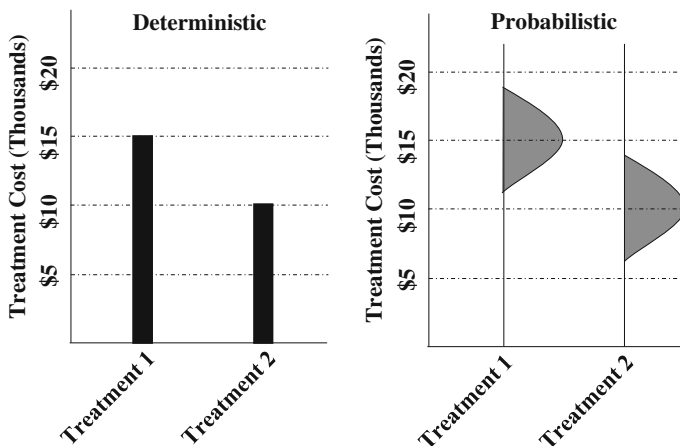 Deterministic
Treatment Cost (Thousands)
$20
$15
$10
$5
Treatment 1
Treatment 2
Probabilistic
Treatment Cost (Thousands)
$20
$15
$10
$5
Treatment 1
Treatment 2